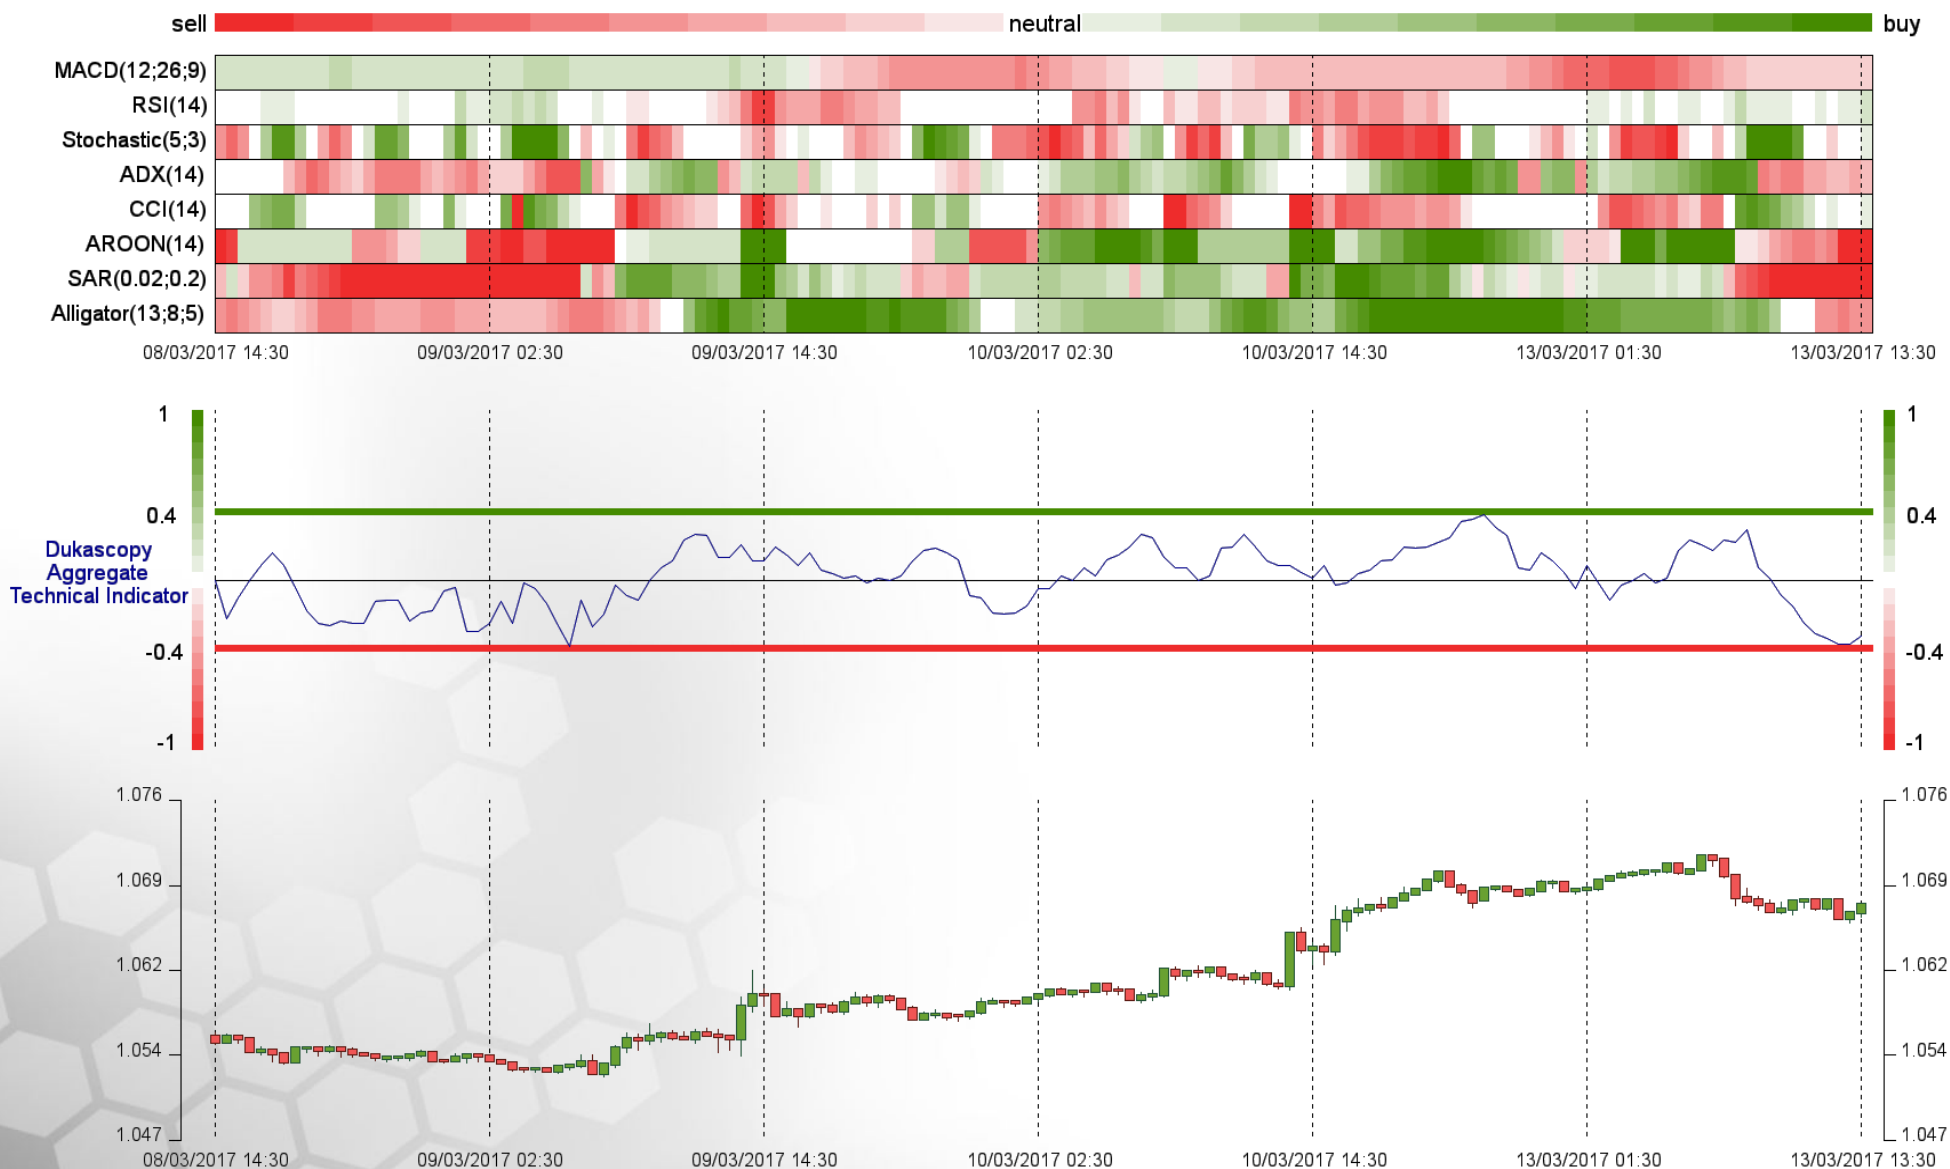 sell neutral buy
MACD(12;26;9)
RSI(14)
Stochastic(5;3)
ADX(14)
CCI(14)
AROON(14)
SAR(0.02;0.2)
Alligator(13;8;5)
08/03/2017 14:30 09/03/2017 02:30 09/03/2017 14:30 10/03/2017 02:30 10/03/2017 14:30 13/03/2017 01:30 13/03/2017 13:30
1 1
0.4 0.4
Dukascopy
Aggregate
Technical Indicator
-0.4 -0.4
-1 -1
1.076 1.076
1.069 1.069
1.062 1.062
1.054 1.054
1.047 1.047
08/03/2017 14:30 09/03/2017 02:30 09/03/2017 14:30 10/03/2017 02:30 10/03/2017 14:30 13/03/2017 01:30 13/03/2017 13:30